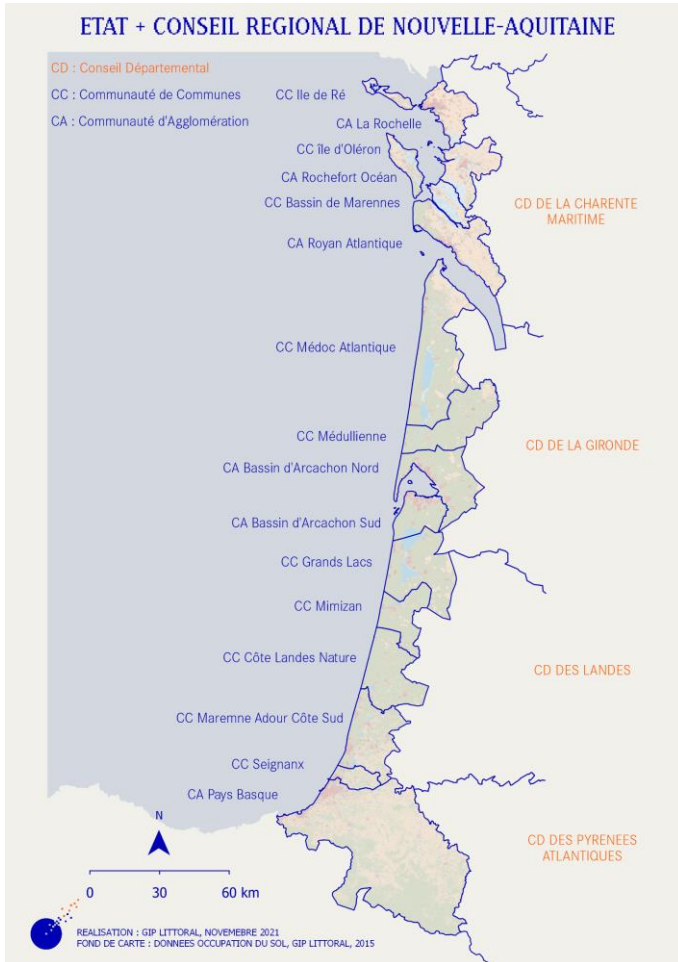 ETAT + CONSEIL REGIONAL DE NOUVELLE-AQUITAINE
CD : Conseil Départemental
CC : Communauté de Communes
CA : Communauté d'Agglomération
CC Ile de Ré
CA La Rochelle
CC île d'Oléron
CA Rochefort Océan
CC Bassin de Marennes
CA Royan Atlantique
CD DE LA CHARENTE
MARITIME
CC Médoc Atlantique
CC Médullienne
CD DE LA GIRONDE
CA Bassin d'Arcachon Nord
CA Bassin d'Arcachon Sud
CC Grands Lacs
CC Mimizan
CC Côte Landes Nature
CD DES LANDES
CC Maremne Adour Côte Sud
CC Seignanx
CA Pays Basque
CD DES PYRENEES
ATLANTIQUES
N
0 30 60 km
REALISATION : GIP LITTORAL, NOVEMEBRE 2021
FOND DE CARTE : DONNEES OCCUPATION DU SOL, GIP LITTORAL, 2015